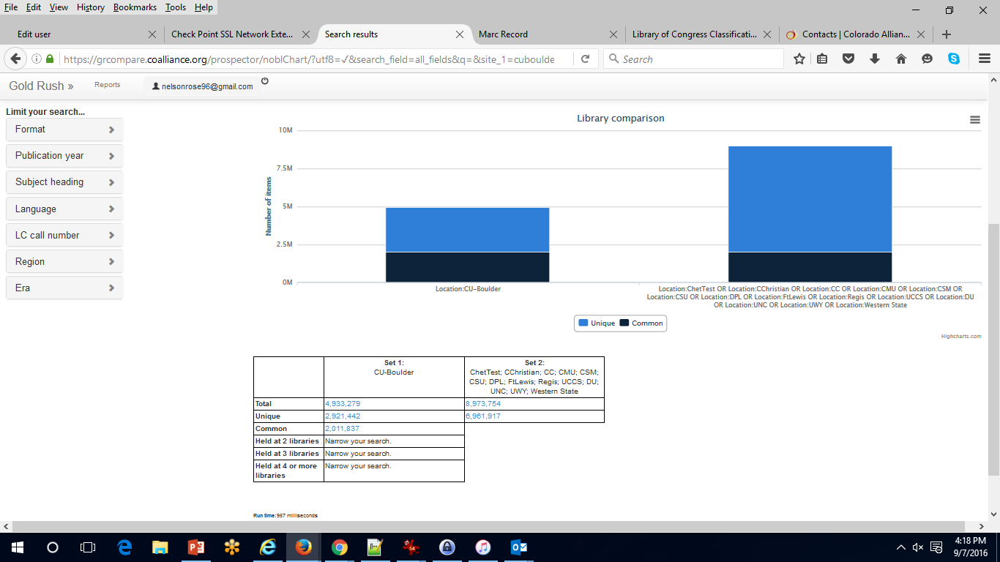 File Edit View History Bookmarks Tools Help
Edit user
Check Point SSL Network Exte...
Search results
Marc Record
Library of Congress Classificati...
Contacts | Colorado Allian...
https://grcompare.coalliance.org/prospector/noblChart/?utf8=✓&search_field=all_fields&q=&site_1=cuboulde
Search
Gold Rush »
Reports
nelsonrose96@gmail.com
Limit your search...
Format
Publication year
Subject heading
Language
LC call number
Region
Era
Library comparison
Number of items
10M
7.5M
5M
2.5M
0M
Location:CU-Boulder
Location:ChetTest OR Location:CChristian OR Location:CC OR Location:CMU OR Location:CSM OR
Location:CSU OR Location:DPL OR Location:FtLewis OR Location:Regis OR Location:UCCS OR Location:DU
OR Location:UNC OR Location:UWY OR Location:Western State
Unique Common
Highcharts.com
Set 1:
CU-Boulder
Set 2:
ChetTest; CChristian; CC; CMU; CSM;
CSU; DPL; FtLewis; Regis; UCCS; DU;
UNC; UWY; Western State
Total 4,933,279 8,973,754
Unique 2,921,442 6,961,917
Common 2,011,837
Held at 2 libraries Narrow your search.
Held at 3 libraries Narrow your search.
Held at 4 or more Narrow your search.
libraries
Run time:957 milliseconds
64
4:18 PM
9/7/2016